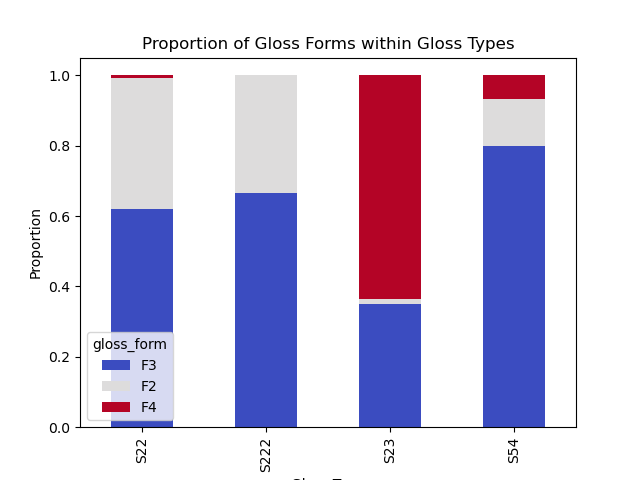 Proportion of Gloss Forms within Gloss Types
1.0
0.8
0.6
0.4
0.2
0.0
Proportion
gloss_form
F3
F2
F4
S22
S222
S23
S54